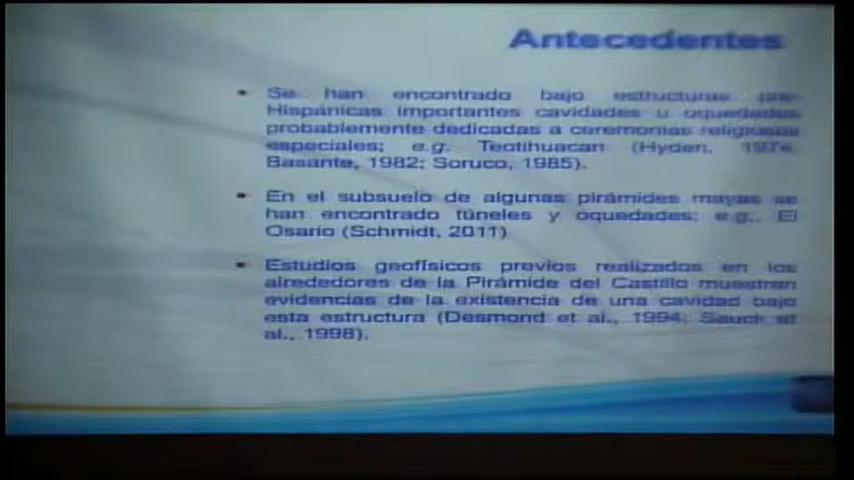 Antecedentes
• Se han encontrado bajo estructuras pre-
Hispánicas importantes cavidades u oquedades
probablemente dedicadas a ceremonias religiosas
especiales; e.g. Teotihuacan (Hyden,
Basante, 1982; Soruco, 1985).
• En el subsuelo de algunas pirámides mayas se
han encontrado túneles y oquedades; e.g., El
Osario (Schmidt, 2011)
• Estudios geofísicos previos realizados en los
alrededores de la Pirámide del Castillo muestran
evidencias de la existencia de una cavidad bajo
esta estructura (Desmond et al., 1994; Sauck et
al., 1998).